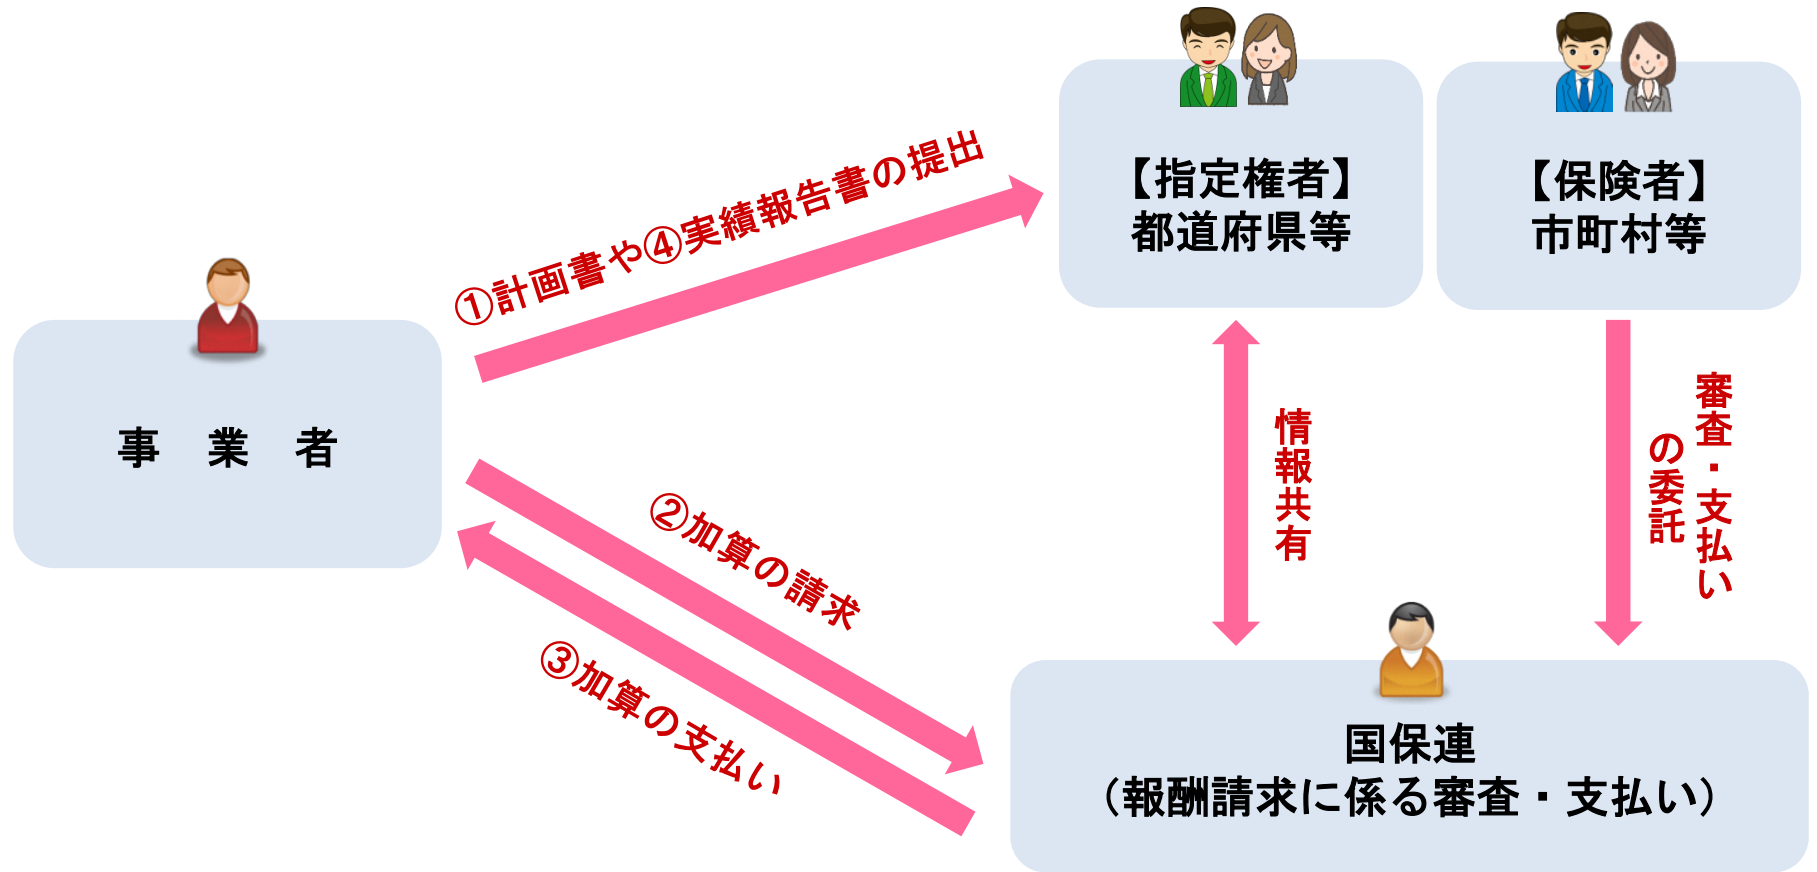 【指定権者】
都道府県等
【保険者】
市町村等
①計画書や④実績報告書の提出
事　業　者
情報共有
審査・支払い
の委託
②加算の請求
③加算の支払い
国保連
（報酬請求に係る審査・支払い）